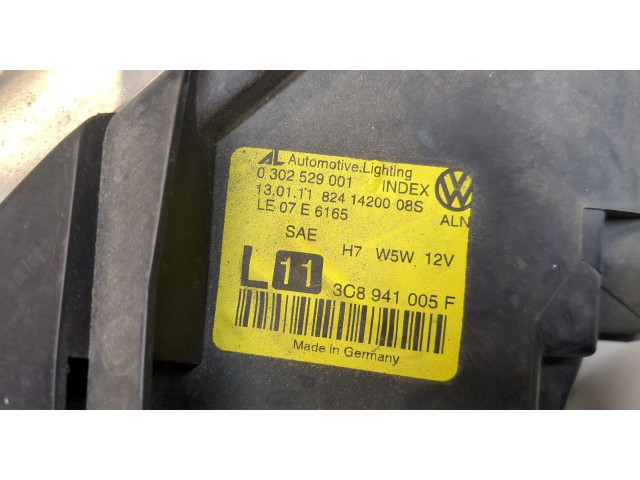 AL Automotive Lighting
0 302 529 001 INDEX
13.01.11 824 14200 08S
LE 07 E 6165 ALN
SAE H7 W5W 12V
L 11 3C8 941 005 F
Made in Germany